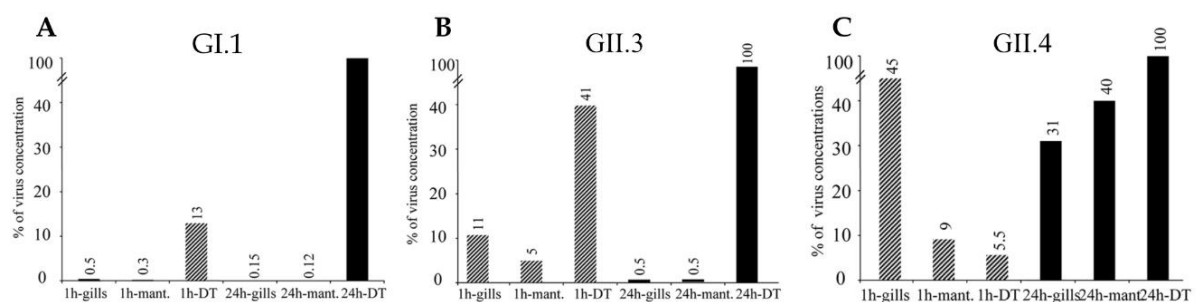 A
GI.1
% of virus concentration
100
40
30
20
10
0
0.5
0.3
13
0.15
0.12
1h-gills 1h-mant. 1h-DT 24h-gills 24h-mant. 24h-DT
B
GII.3
% of virus concentration
100
40
30
20
10
0
11
5
41
0.5
0.5
100
1h-gills 1h-mant. 1h-DT 24h-gills 24h-mant. 24h-DT
C
GII.4
% of virus concentrations
100
40
30
20
10
0
45
9
5.5
31
40
100
1h-gills 1h-mant. 1h-DT 24h-gills 24h-mant 24h-DT